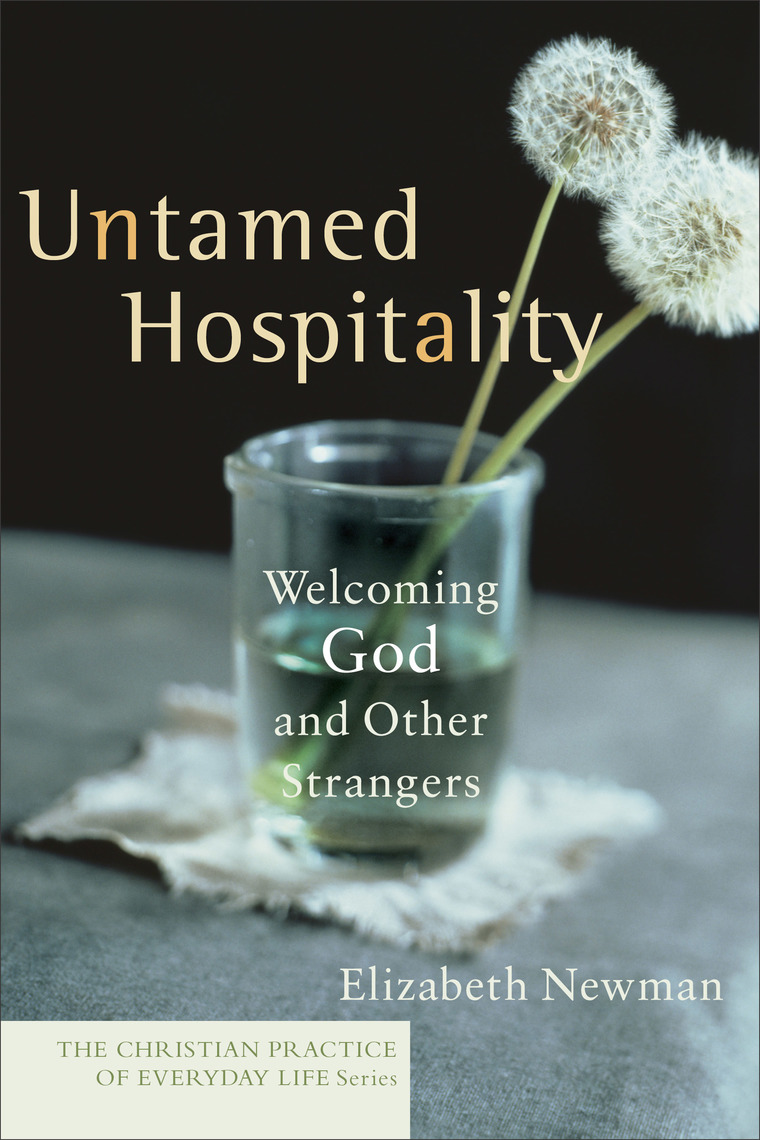 Untamed
Hospitality
Welcoming
God
and Other
Strangers
Elizabeth Newman
THE CHRISTIAN PRACTICE
OF EVERYDAY LIFE Series